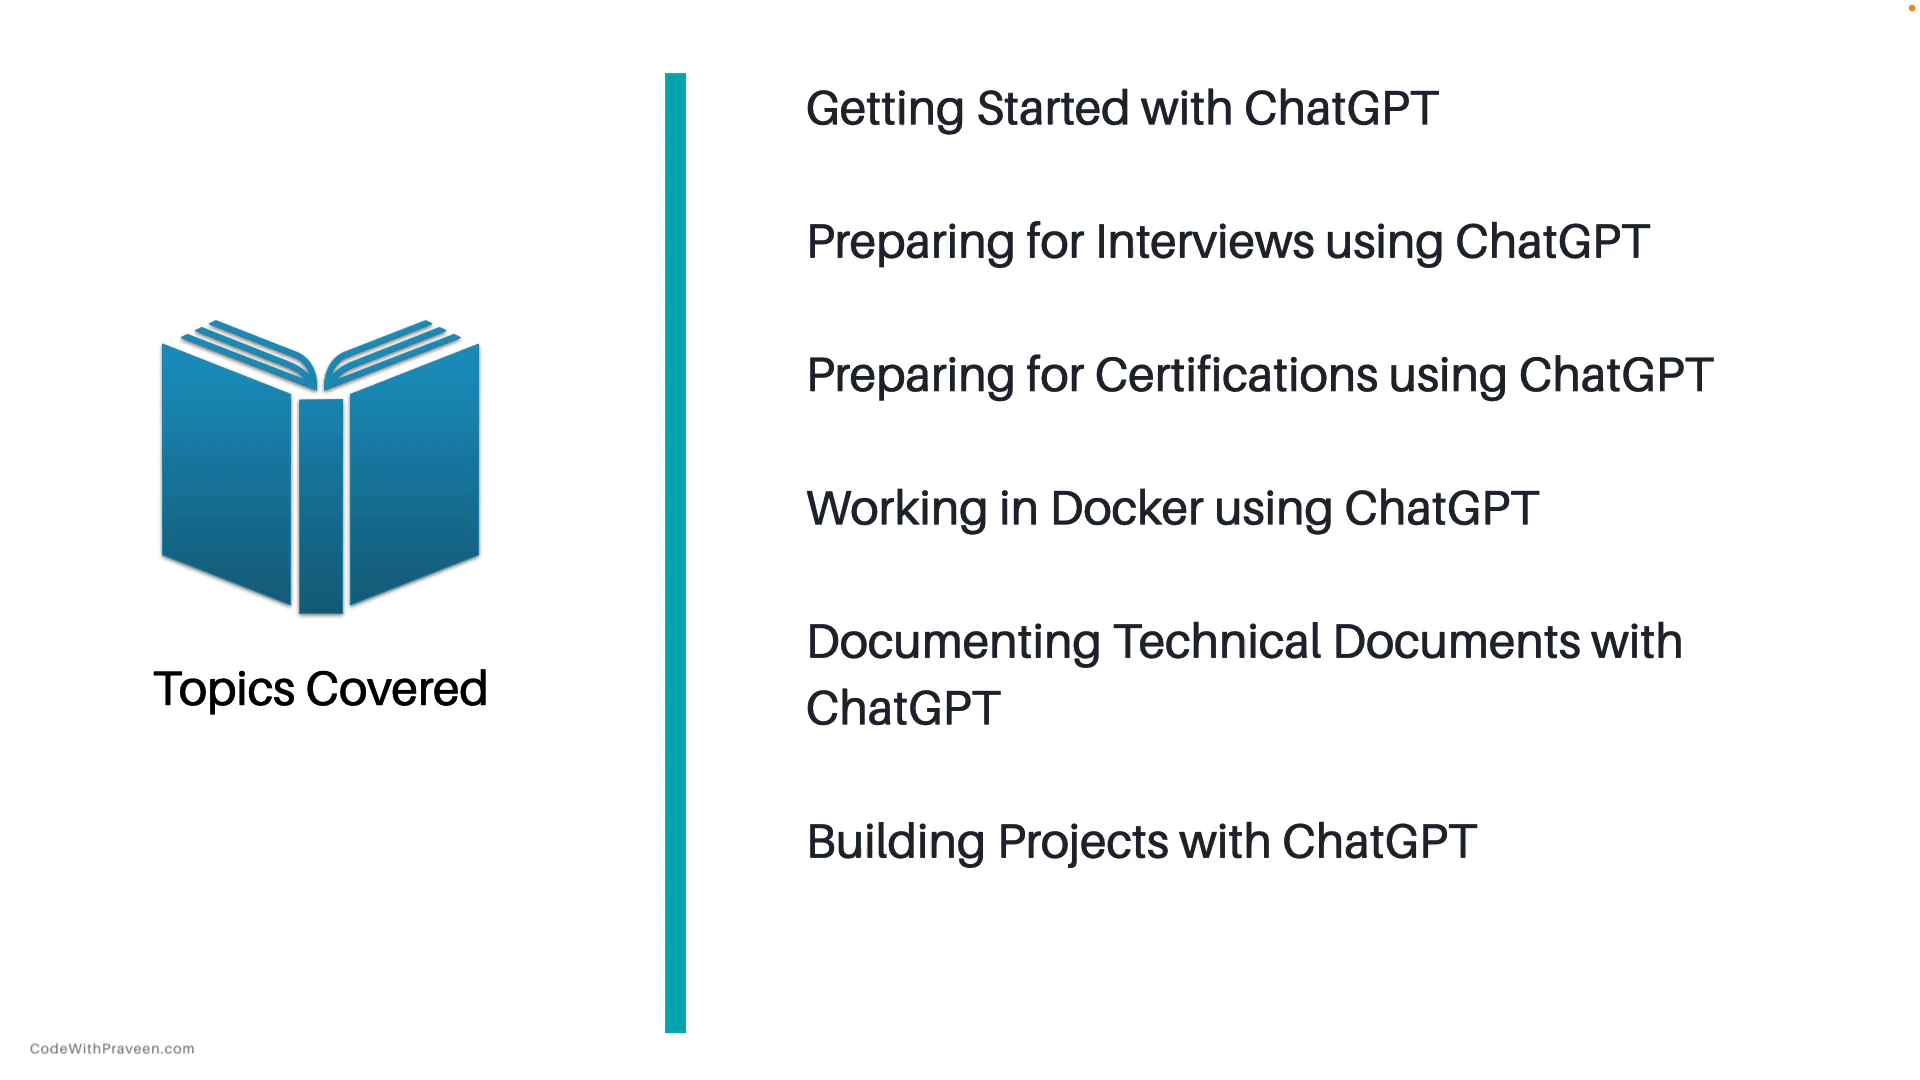 Getting Started with ChatGPT
Preparing for Interviews using ChatGPT
Preparing for Certifications using ChatGPT
Working in Docker using ChatGPT
Documenting Technical Documents with
ChatGPT
Building Projects with ChatGPT
Topics Covered
CodeWithPraveen.com